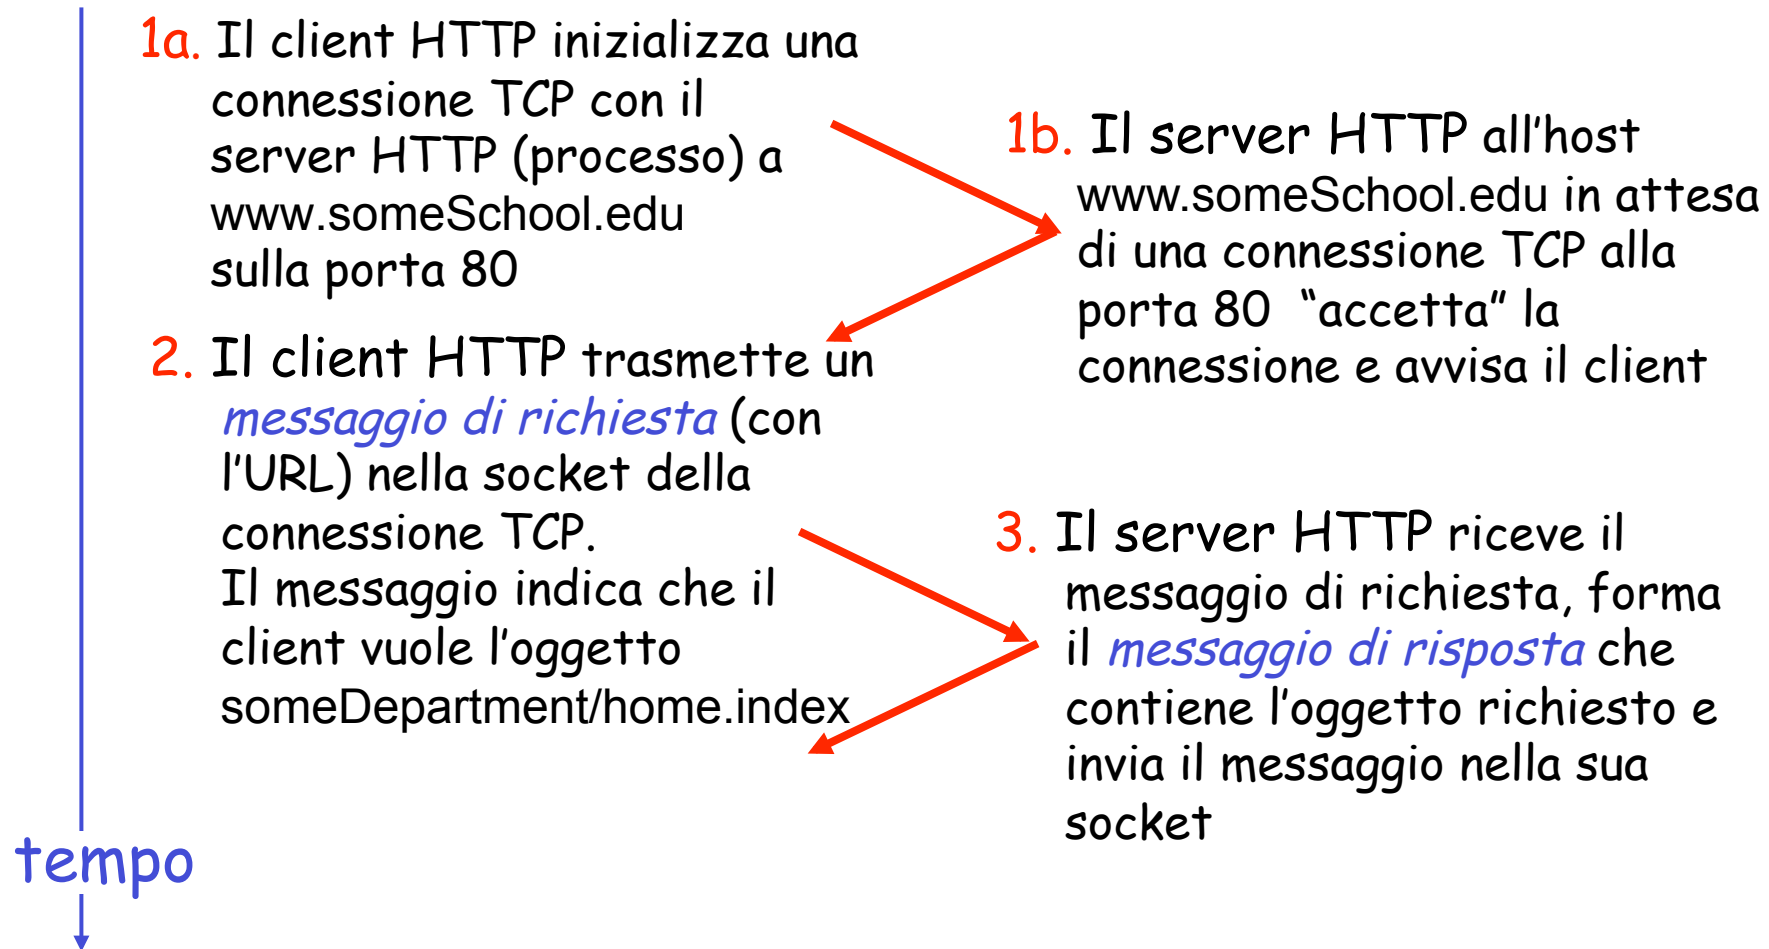 1a. Il client HTTP inizializza una
connessione TCP con il
server HTTP (processo) a
www.someSchool.edu
sulla porta 80
1b. Il server HTTP all'host
www.someSchool.edu in attesa
di una connessione TCP alla
porta 80 “accetta” la
connessione e avvisa il client
2. Il client HTTP trasmette un
messaggio di richiesta (con
l'URL) nella socket della
connessione TCP.
Il messaggio indica che il
client vuole l'oggetto
someDepartment/home.index
3. Il server HTTP riceve il
messaggio di richiesta, forma
il messaggio di risposta che
contiene l'oggetto richiesto e
invia il messaggio nella sua
socket
tempo